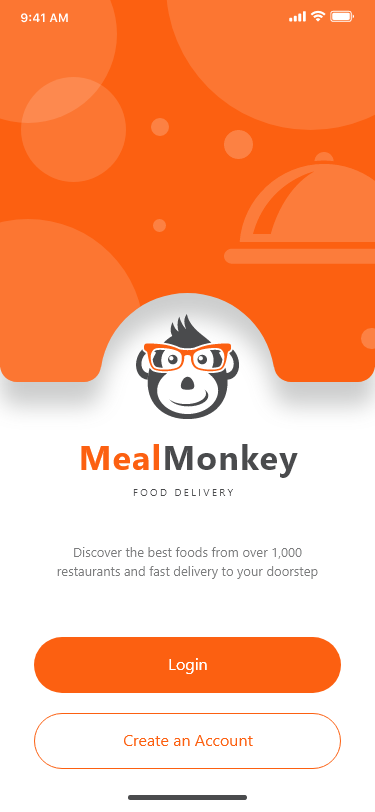 9:41 AM
MealMonkey
FOOD DELIVERY
Discover the best foods from over 1,000
restaurants and fast delivery to your doorstep
Login
Create an Account